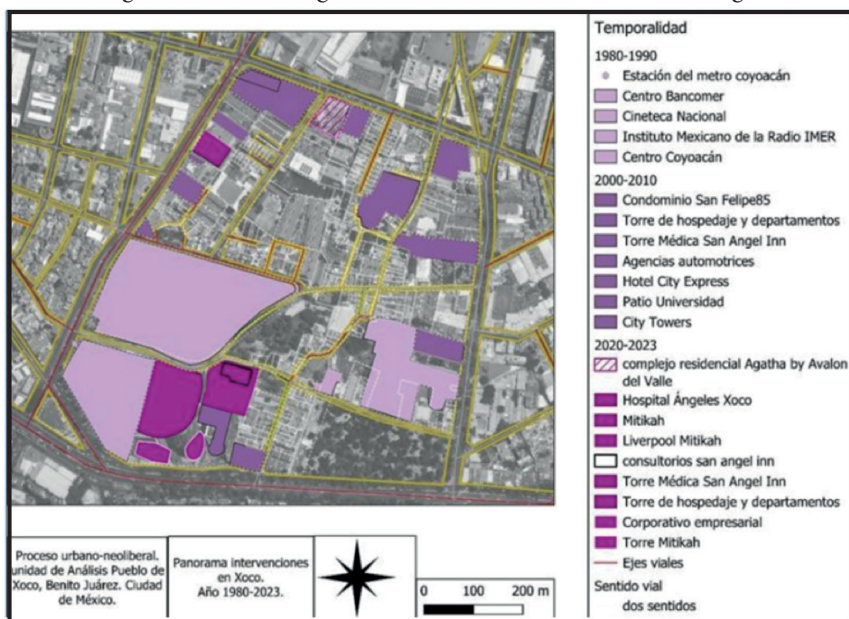 Temporalidad
1980-1990
Estación del metro coyoacán
Centro Bancomer
Cineteca Nacional
Instituto Mexicano de la Radio IMER
Centro Coyoacán
2000-2010
Condominio San Felipe85
Torre de hospedaje y departamentos
Torre Médica San Angel Inn
Agencias automotrices
Hotel City Express
Patio Universidad
City Towers
2020-2023
complejo residencial Agatha by Avalon
del Valle
Hospital Ángeles Xoco
Mitikah
Liverpool Mitikah
consultorios san angel inn
Torre Médica San Angel Inn
Torre de hospedaje y departamentos
Corporativo empresarial
Torre Mitikah
Ejes viales
Sentido vial
dos sentidos
Proceso urbano-neoliberal.
unidad de Análisis Pueblo de
Xoco, Benito Juárez. Ciudad
de México.
Panorama intervenciones
en Xoco.
Año 1980-2023.
0 100 200 m